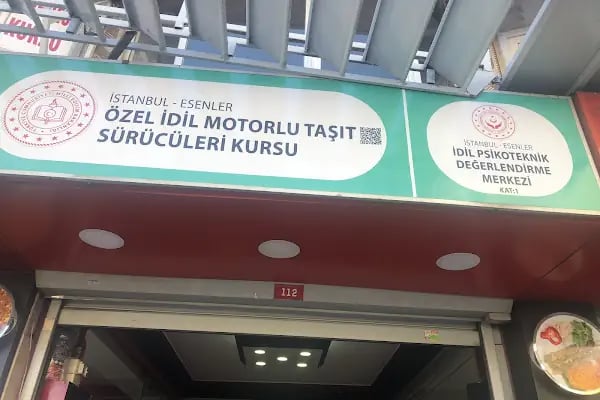 KURSU
İSTANBUL - ESENLER
ÖZEL İDİL MOTORLU TAŞIT
SÜRÜCÜLERİ KURSU
İSTANBUL - ESENLER
İDİL PSİKOTEKNİK
DEĞERLENDİRME
MERKEZİ
KAT:1
112